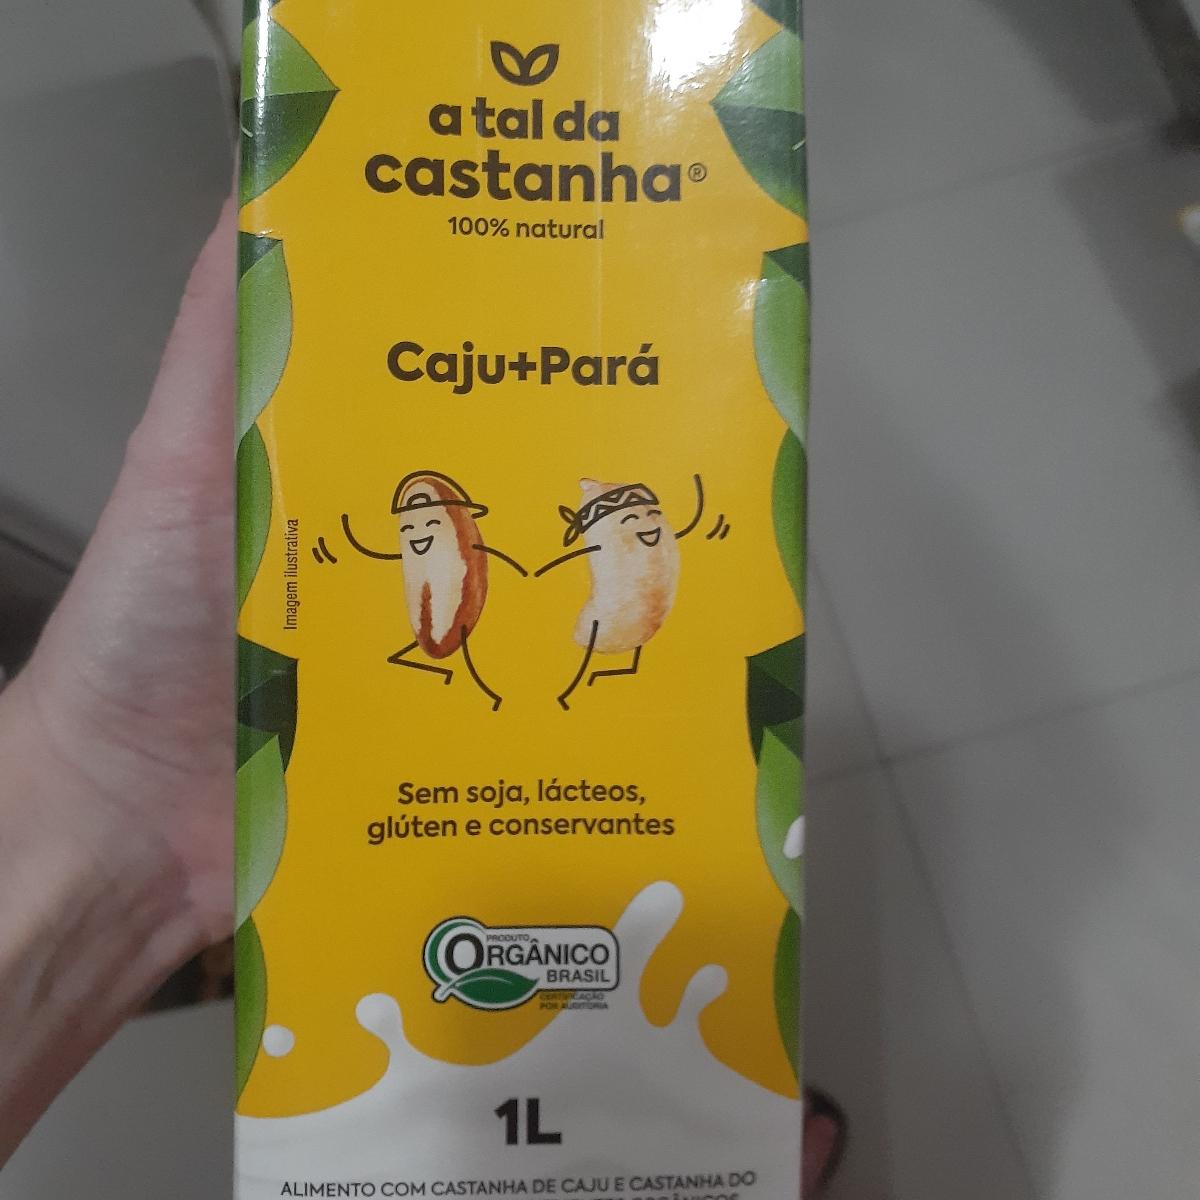 a tal da
castanha®
100% natural
Caju+Pará
Imagem ilustrativa
Sem soja, lácteos,
glúten e conservantes
PRODUTO
ORGÂNICO
BRASIL
CERTIFICAÇÃO
POR AUDITORIA
1L
ALIMENTO COM CASTANHA DE CAJU E CASTANHA DO
ORGÂNICOS